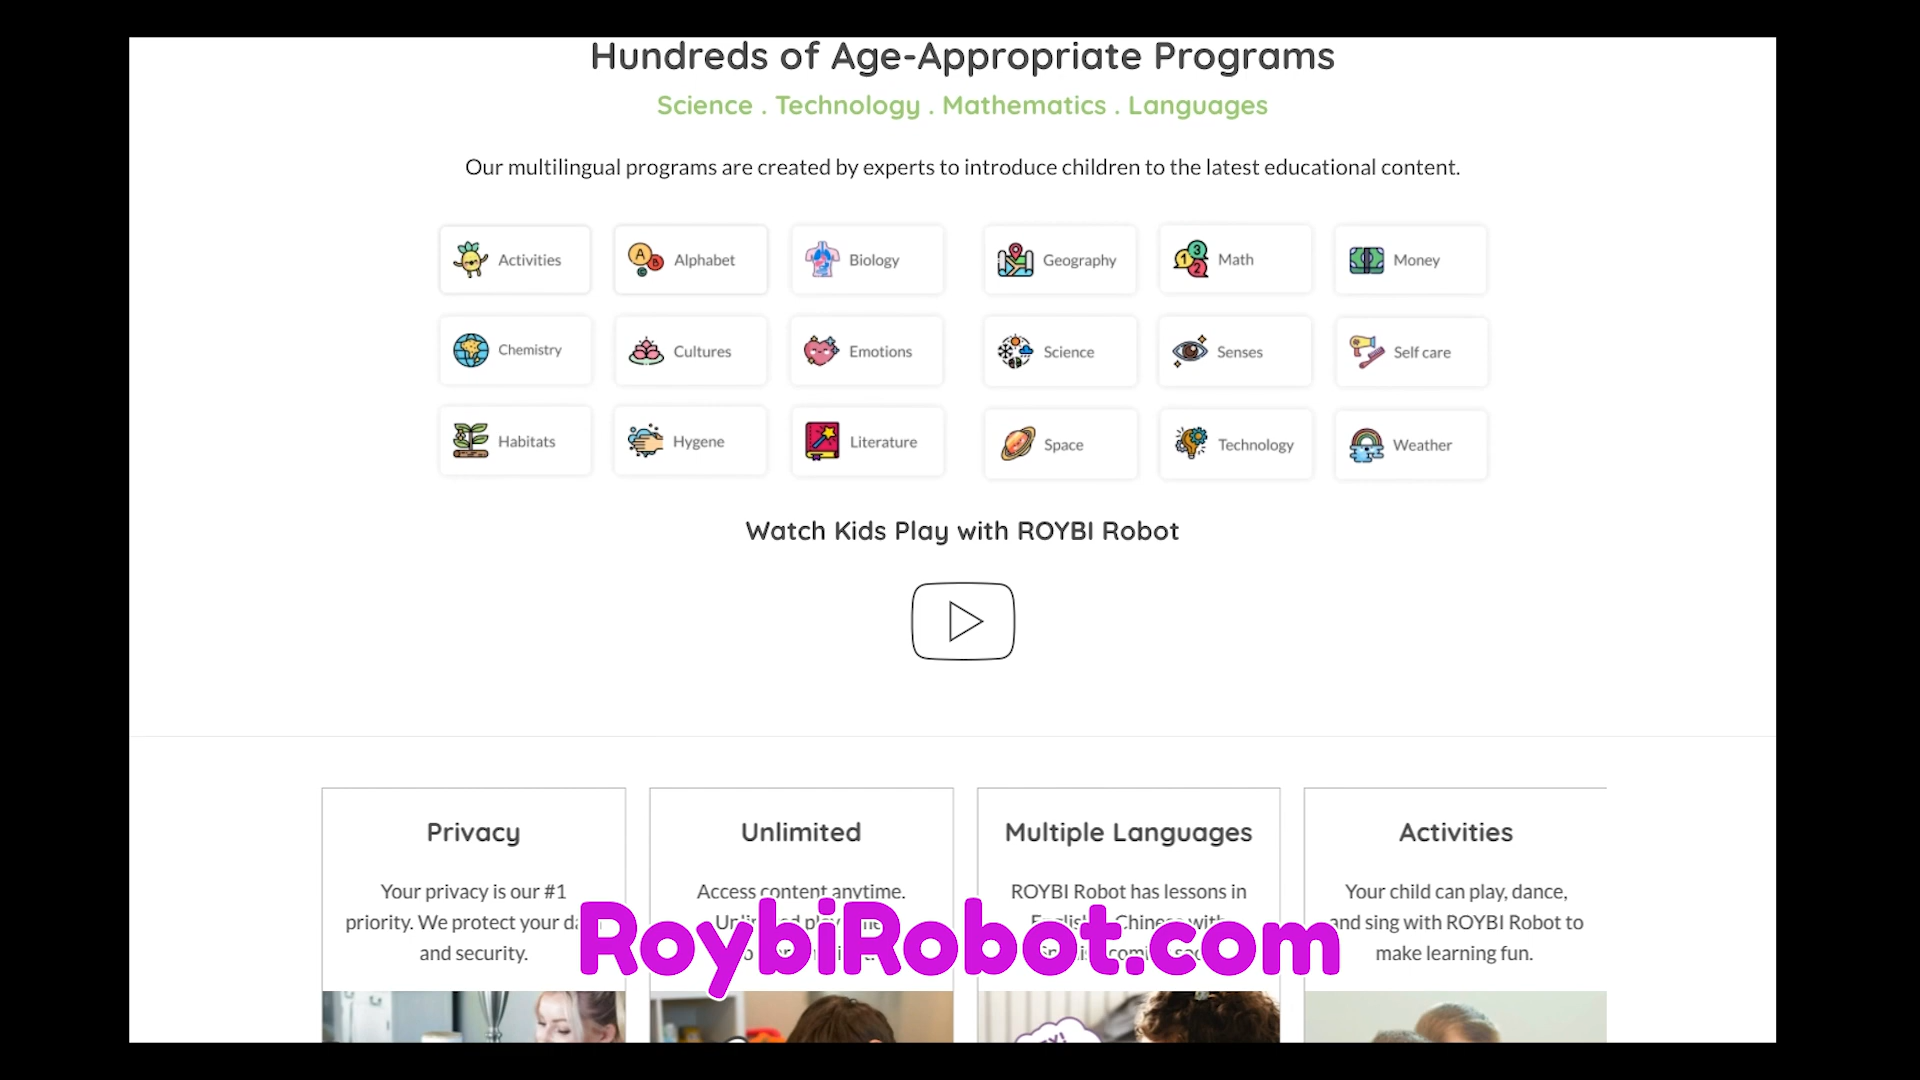 Hundreds of Age-Appropriate Programs
Science . Technology . Mathematics . Languages
Our multilingual programs are created by experts to introduce children to the latest educational content.
Activities
Alphabet
Biology
Geography
Math
Money
Chemistry
Cultures
Emotions
Science
Senses
Self care
Habitats
Hygene
Literature
Space
Technology
Weather
Watch Kids Play with ROYBI Robot
Privacy
Your privacy is our #1
priority. We protect your
and security.
Unlimited
Access content anytime.
Multiple Languages
ROYBI Robot has lessons in
Activities
Your child can play, dance,
and sing with ROYBI Robot to
make learning fun.
RoybiRobot.com